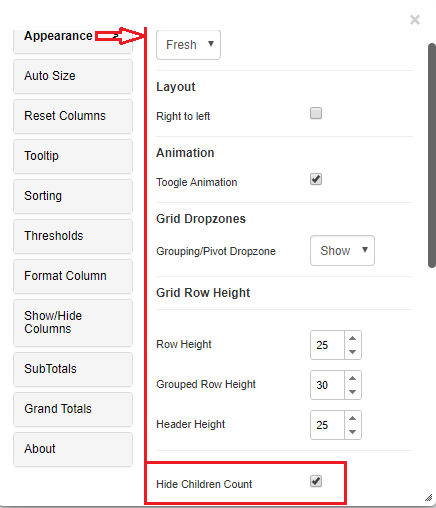 ×
Appearance >
Auto Size
Reset Columns
Tooltip
Sorting
Thresholds
Format Column
Show/Hide
Columns
SubTotals
Grand Totals
About
Fresh
Layout
Right to left
Animation
Toogle Animation
Grid Dropzones
Grouping/Pivot Dropzone Show
Grid Row Height
Row Height 25
Grouped Row Height 30
Header Height 25
Hide Children Count